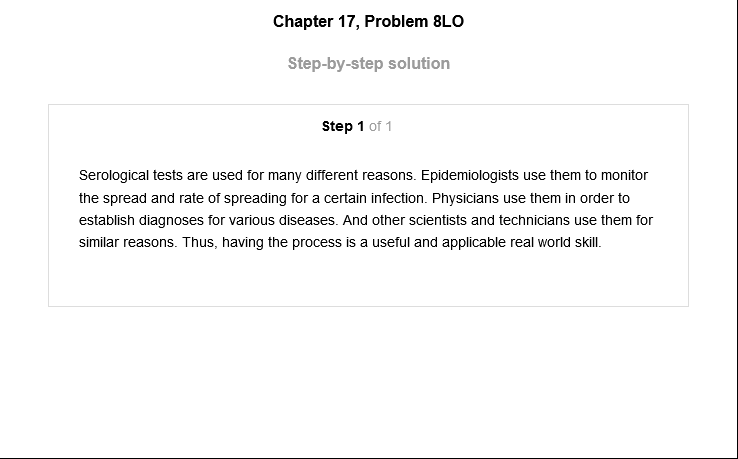 Chapter 17, Problem 8LO
Step-by-step solution
Step 1 of 1
Serological tests are used for many different reasons. Epidemiologists use them to monitor
the spread and rate of spreading for a certain infection. Physicians use them in order to
establish diagnoses for various diseases. And other scientists and technicians use them for
similar reasons. Thus, having the process is a useful and applicable real world skill.